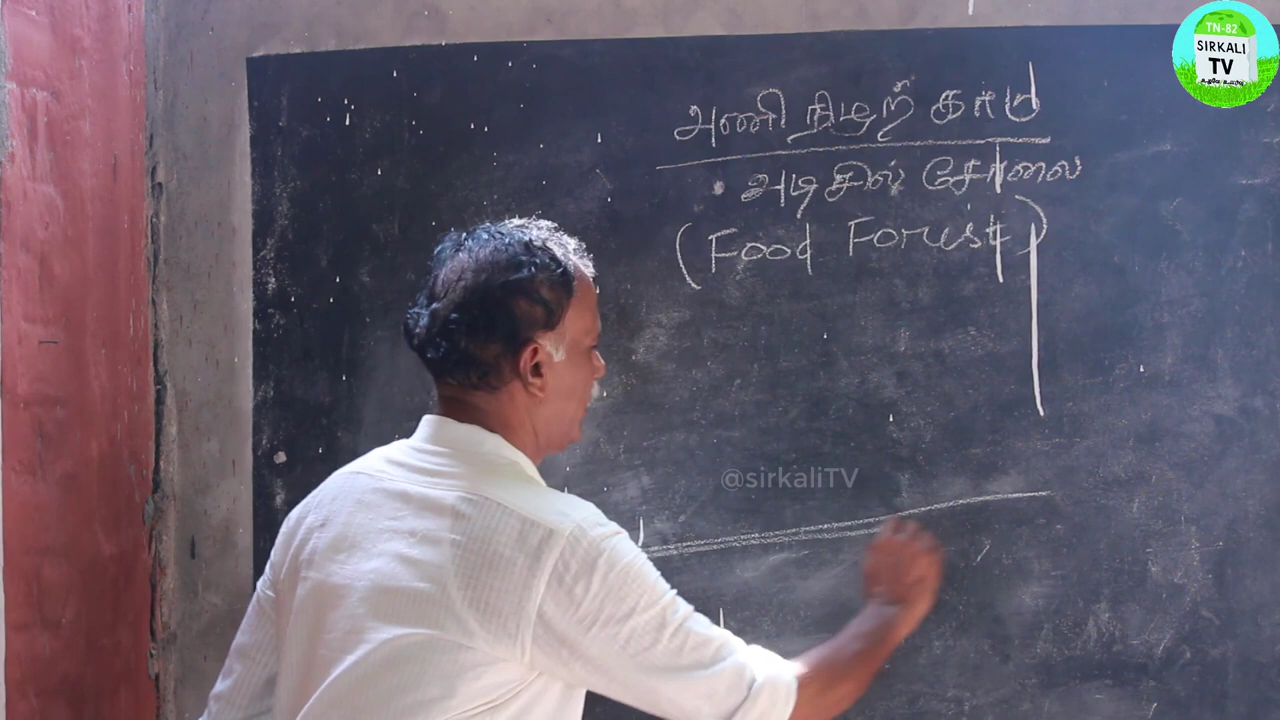 அணி நிழற் காடு
அடிசில் சோலை
(Food Forest)
@sirkaliTV
TN-82
SIRKALI
TV